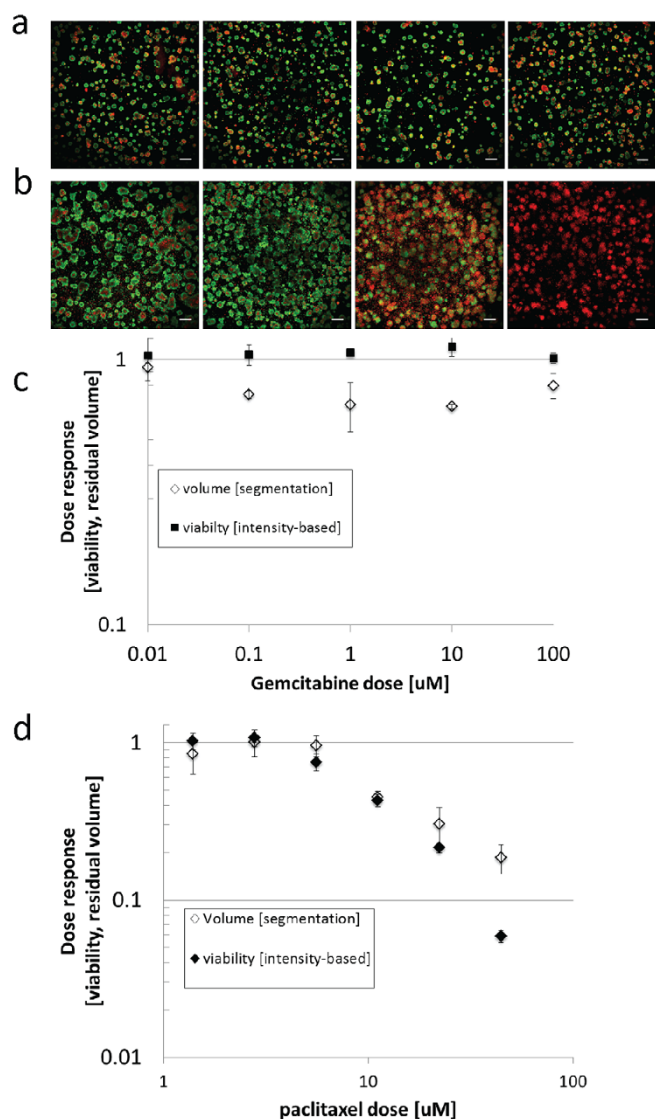 a
b
c
1
0.1
Dose response
[viability, residual volume]
volume [segmentation]
viabilty [intensity-based]
0.01 0.1 1 10 100
Gemcitabine dose [uM]
d
1
0.1
0.01
Dose response
[viability, residual volume]
Volume [segmentation]
viability [intensity-based]
1 10 100
paclitaxel dose [uM]